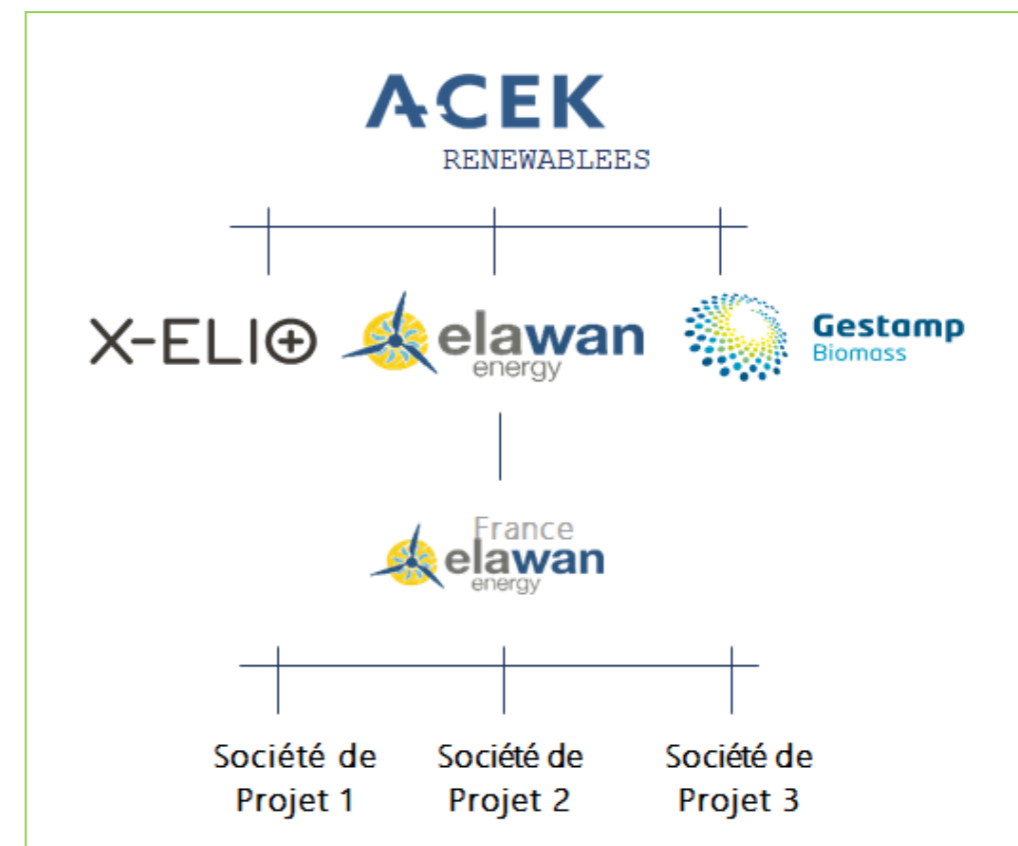 ACEK
RENEWABLEES
X-ELIO
elawan
energy
Gestamp
Biomass
France
elawan
energy
Société de
Projet 1
Société de
Projet 2
Société de
Projet 3